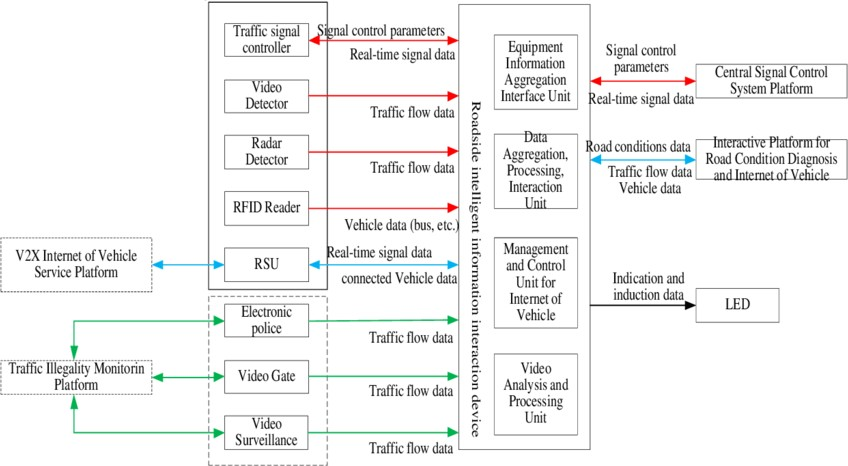 Traffic signal
controller
Signal control parameters
Real-time signal data
Video
Detector
Traffic flow data
Radar
Detector
Traffic flow data
RFID Reader
Vehicle data (bus, etc.)
V2X Internet of Vehicle
Service Platform
RSU
Real-time signal data
connected Vehicle data
Electronic
police
Traffic flow data
Traffic Illegality Monitorin
Platform
Video Gate
Traffic flow data
Video
Surveillance
Traffic flow data
Roadside intelligent information interaction device
Equipment
Information
Aggregation
Interface Unit
Data
Aggregation,
Processing,
Interaction
Unit
Management
and Control
Unit for
Internet of
Vehicle
Video
Analysis and
Processing
Unit
Signal control
parameters
Real-time signal data
Central Signal Control
System Platform
Road conditions data
Traffic flow data
Vehicle data
Interactive Platform for
Road Condition Diagnosis
and Internet of Vehicle
Indication and
induction data
LED